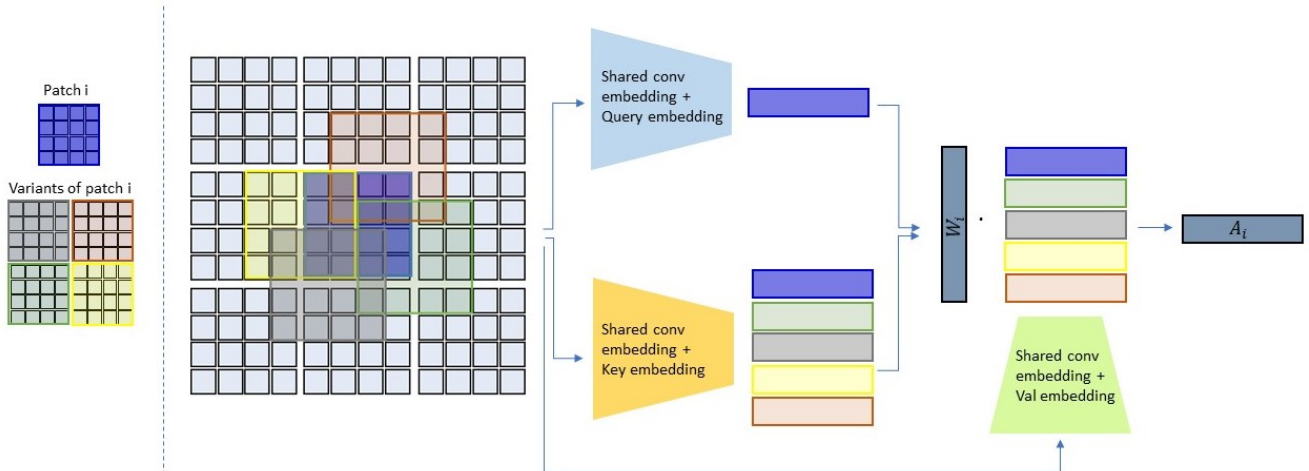 Patch i
Variants of patch i
Shared conv
embedding +
Query embedding
Shared conv
embedding +
Key embedding
W_i
.
A_i
Shared conv
embedding +
Val embedding